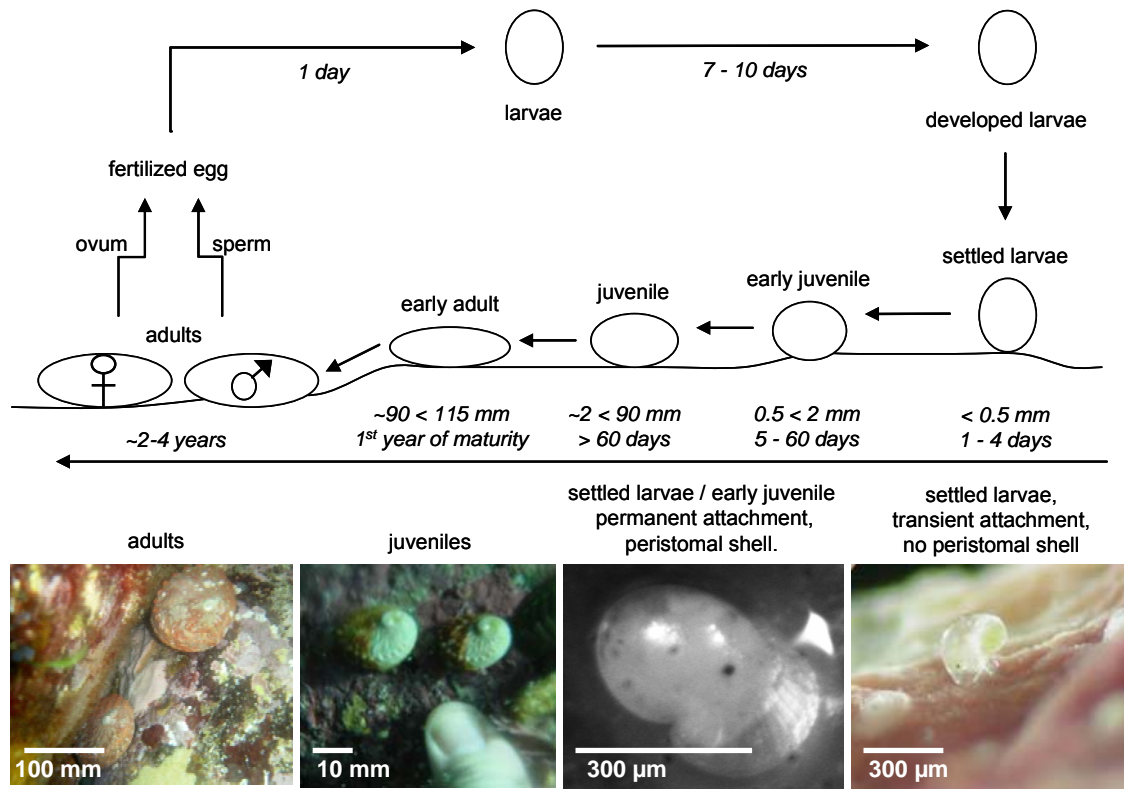 1 day
7 - 10 days
larvae
developed larvae
fertilized egg
ovum
sperm
settled larvae
early juvenile
juvenile
early adult
adults
~90 < 115 mm
1st year of maturity
~2 < 90 mm
> 60 days
0.5 < 2 mm
5 - 60 days
< 0.5 mm
1 - 4 days
~2-4 years
adults
juveniles
settled larvae / early juvenile
permanent attachment,
peristomal shell.
settled larvae,
transient attachment,
no peristomal shell
100 mm
10 mm
300 µm
300 µm